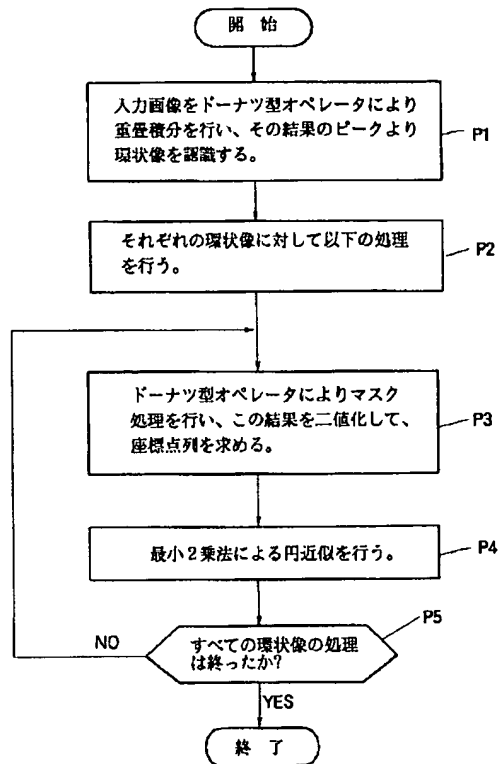 開 始
入力画像をドーナツ型オペレータにより
重畳積分を行い、その結果のピークより
環状像を認識する。
P1
それぞれの環状像に対して以下の処理
を行う。
P2
ドーナツ型オペレータによりマスク
処理を行い、この結果を二値化して、
座標点列を求める。
P3
最小2乗法による円近似を行う。
P4
P5
すべての環状像の処理
は終ったか?
NO
YES
終 了